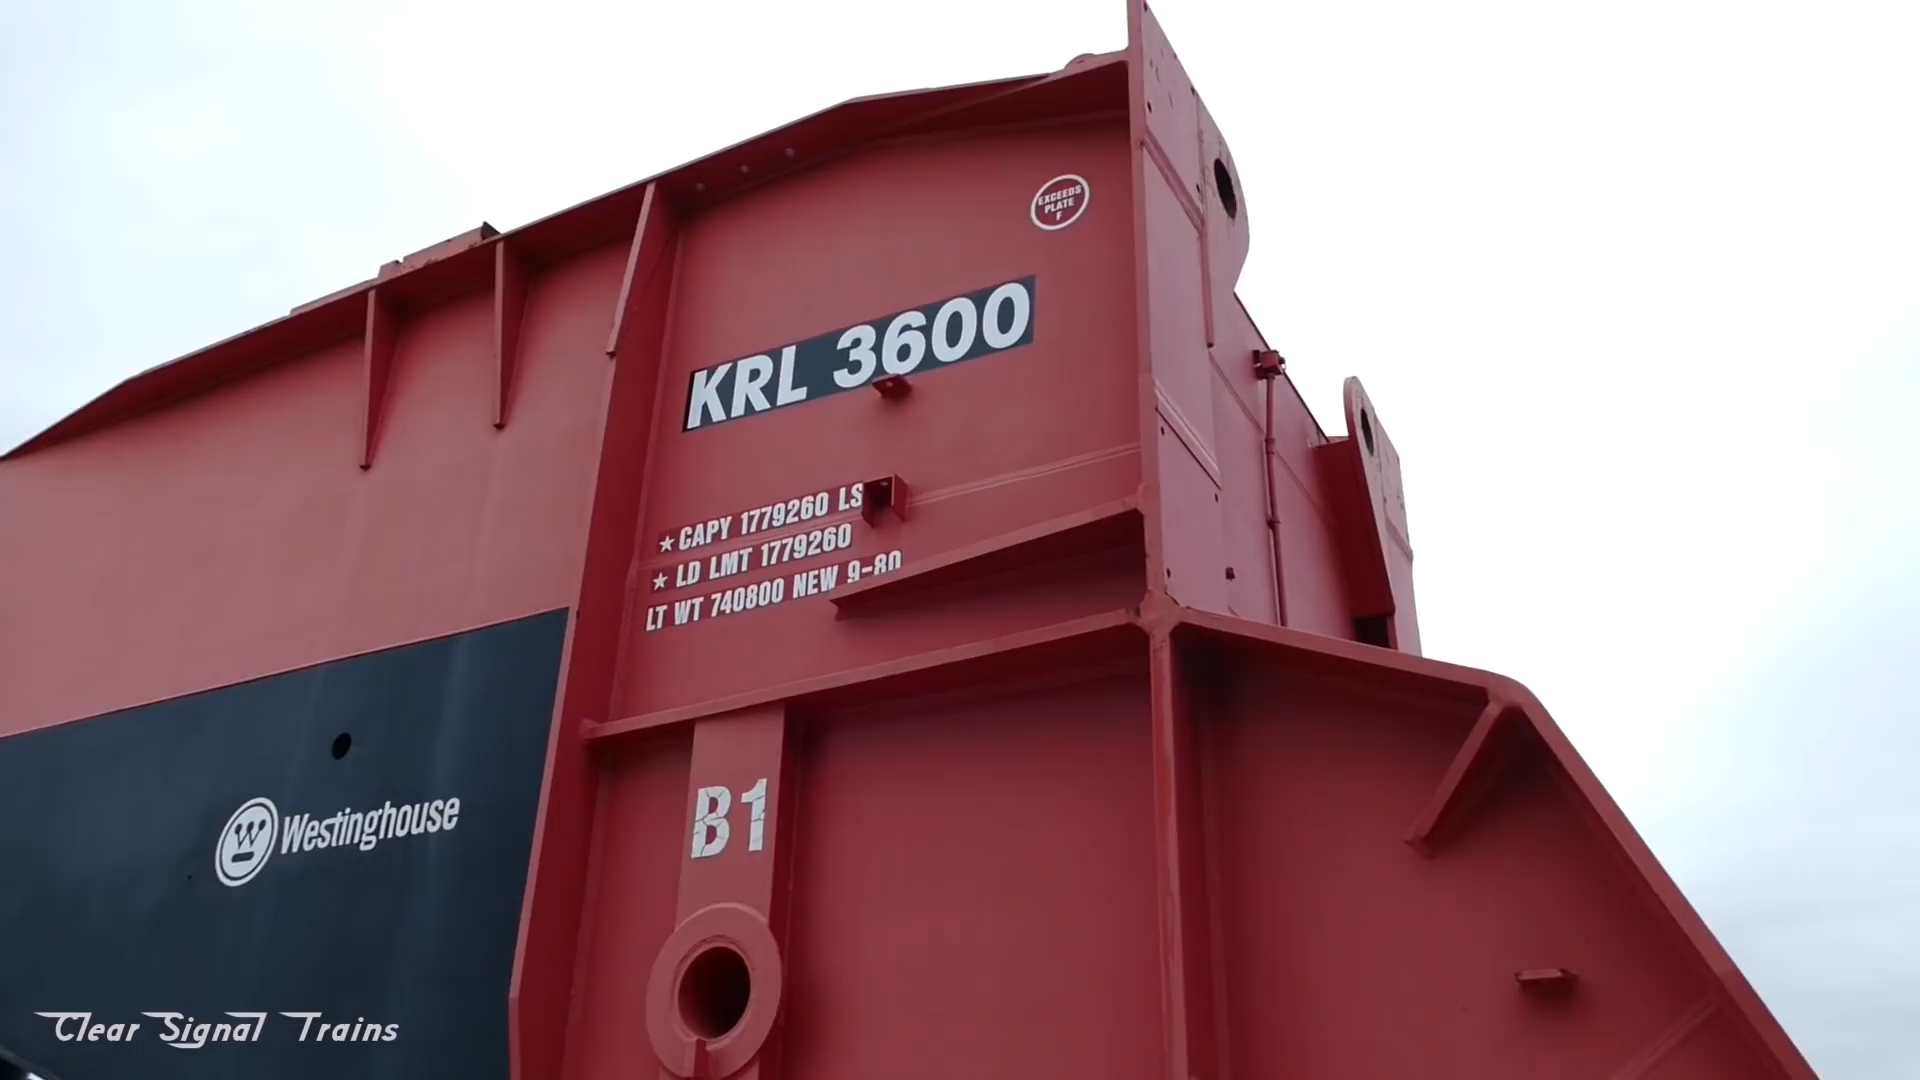 EXCEEDS
PLATE
F
KRL 3600
★ CAPY 1779260 LS
★ LD LMT 1779260
LT WT 740800 NEW 9-80
W
Westinghouse
B1
Clear Signal Trains